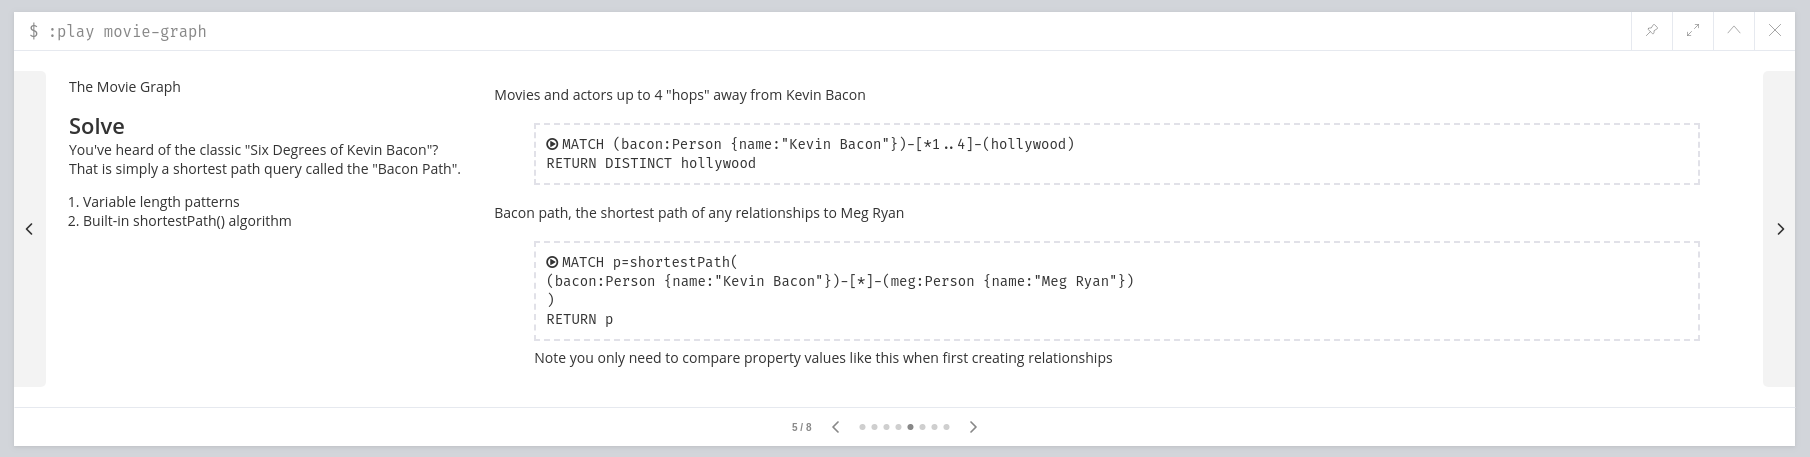 $ :play movie-graph
The Movie Graph
Solve
You've heard of the classic "Six Degrees of Kevin Bacon"?
That is simply a shortest path query called the "Bacon Path".
1. Variable length patterns
2. Built-in shortestPath() algorithm
Movies and actors up to 4 "hops" away from Kevin Bacon
MATCH (bacon:Person {name:"Kevin Bacon"})-[*1..4]-(hollywood)
RETURN DISTINCT hollywood
Bacon path, the shortest path of any relationships to Meg Ryan
MATCH p=shortestPath(
(bacon:Person {name:"Kevin Bacon"})-[*]-(meg:Person {name:"Meg Ryan"})
)
RETURN p
Note you only need to compare property values like this when first creating relationships
5 / 8